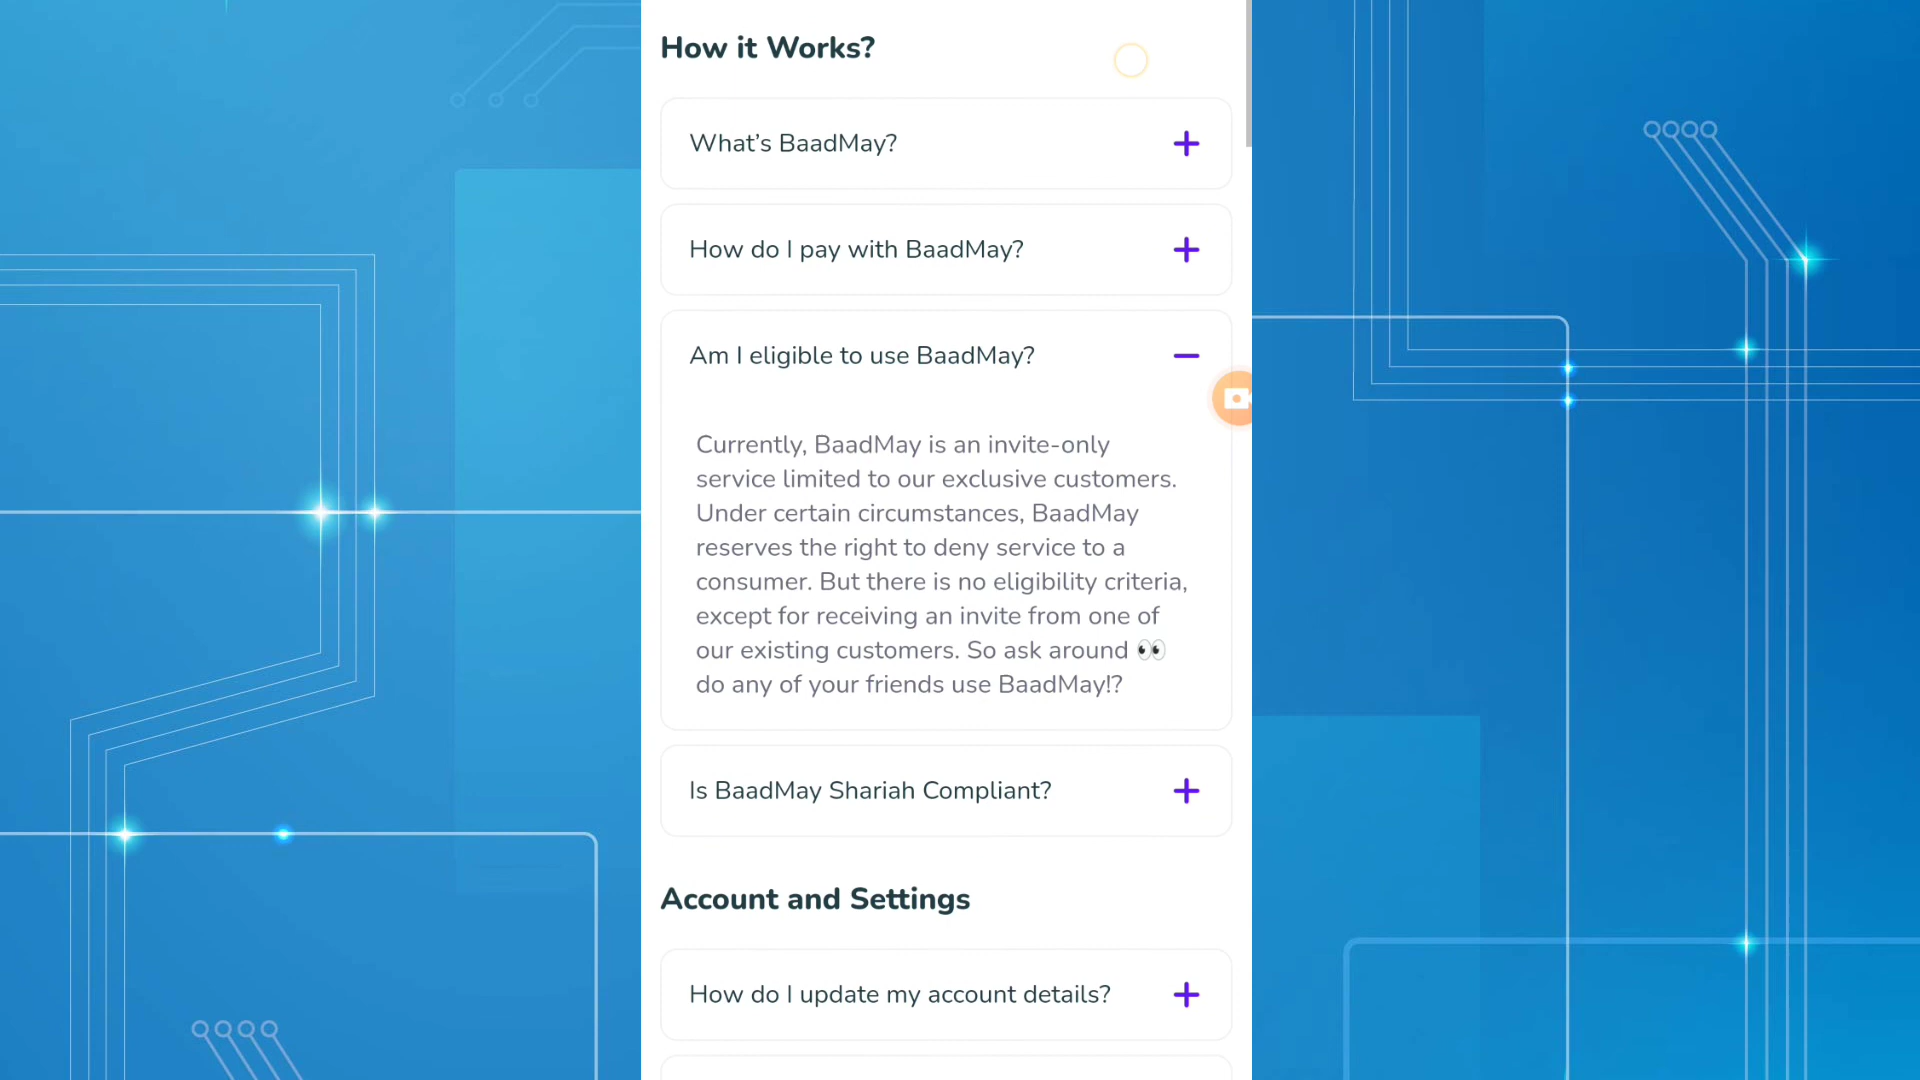 How it Works?
What’s BaadMay?
How do I pay with BaadMay?
Am I eligible to use BaadMay?
Currently, BaadMay is an invite-only
service limited to our exclusive customers.
Under certain circumstances, BaadMay
reserves the right to deny service to a
consumer. But there is no eligibility criteria,
except for receiving an invite from one of
our existing customers. So ask around 👀
do any of your friends use BaadMay!?
Is BaadMay Shariah Compliant?
Account and Settings
How do I update my account details?